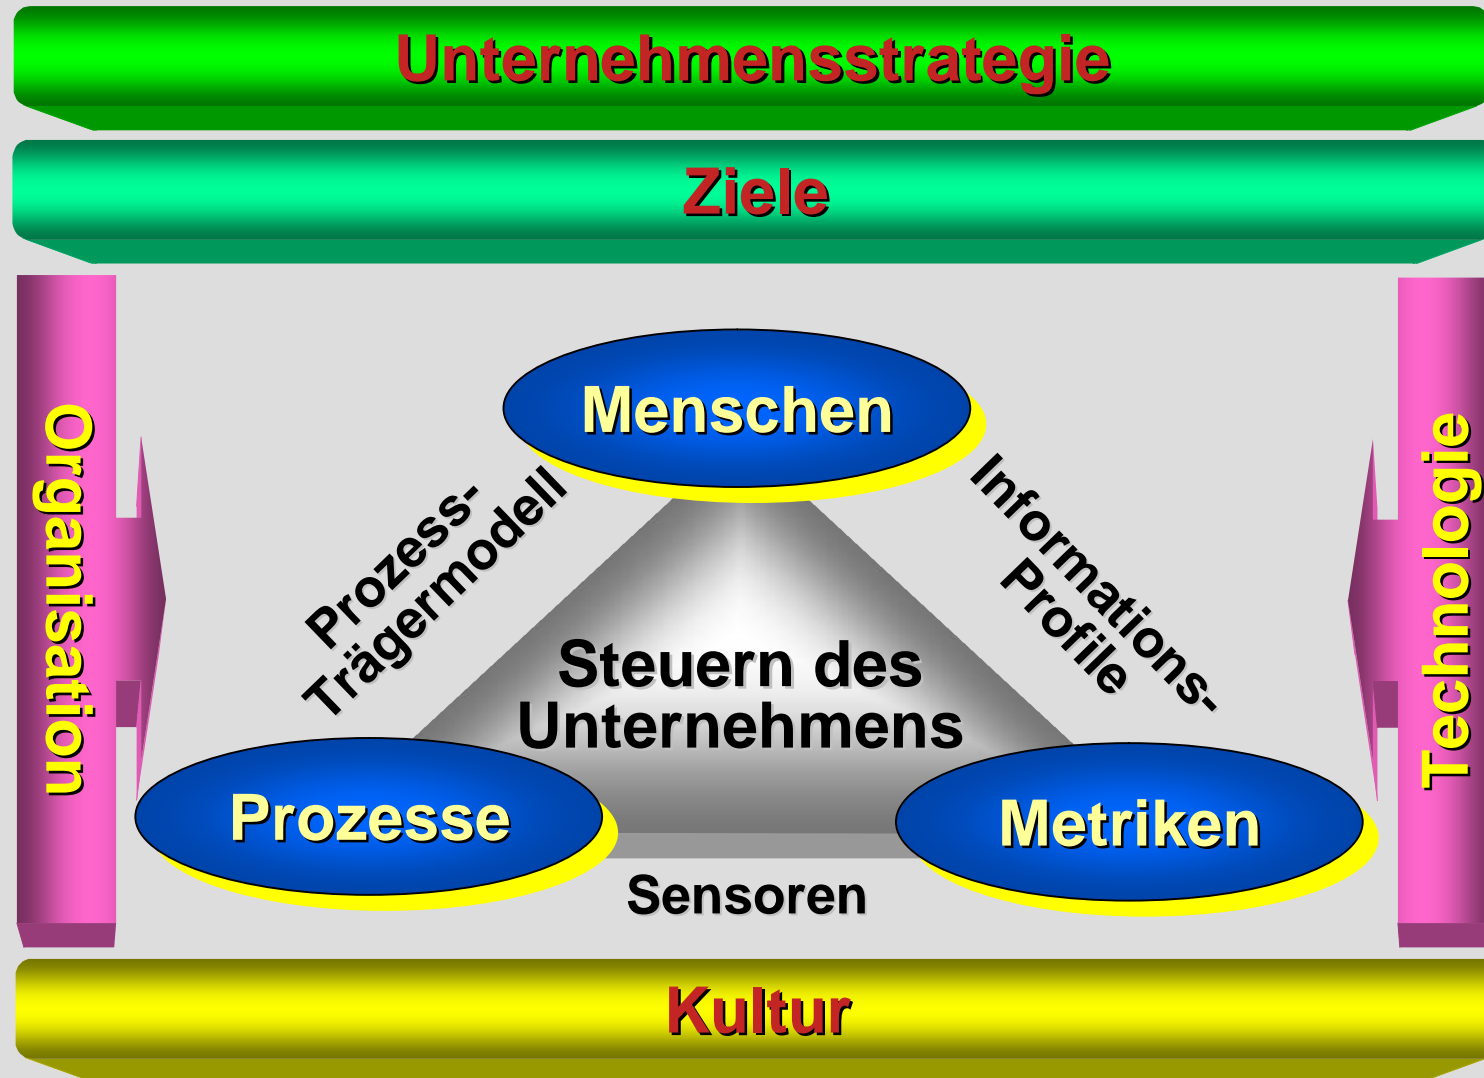 Unternehmensstrategie
Ziele
Organisation
Technologie
Menschen
Prozess-
Trägermodell
Informations-
Profile
Steuern des
Unternehmens
Prozesse
Metriken
Sensoren
Kultur